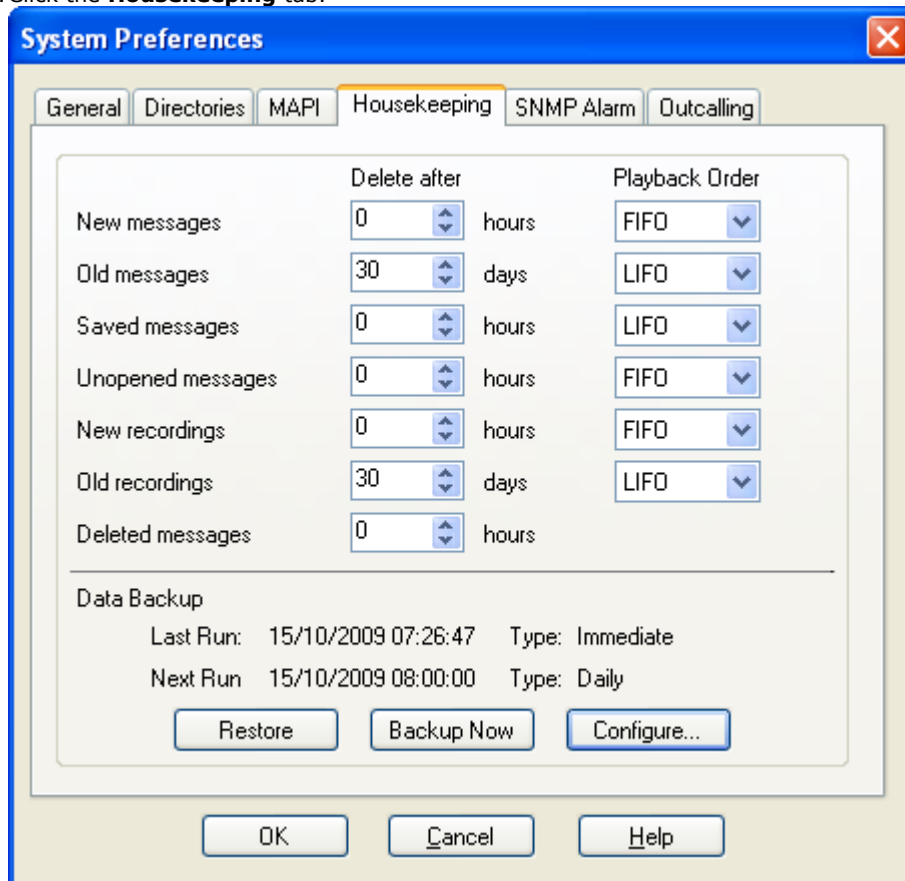 Click the Housekeeping tab.
System Preferences
General Directories MAPI Housekeeping SNMP Alarm Outcalling
Delete after Playback Order
New messages 0 hours FIFO
Old messages 30 days LIFO
Saved messages 0 hours LIFO
Unopened messages 0 hours FIFO
New recordings 0 hours FIFO
Old recordings 30 days LIFO
Deleted messages 0 hours
Data Backup
Last Run: 15/10/2009 07:26:47 Type: Immediate
Next Run 15/10/2009 08:00:00 Type: Daily
Restore Backup Now Configure...
OK Cancel Help